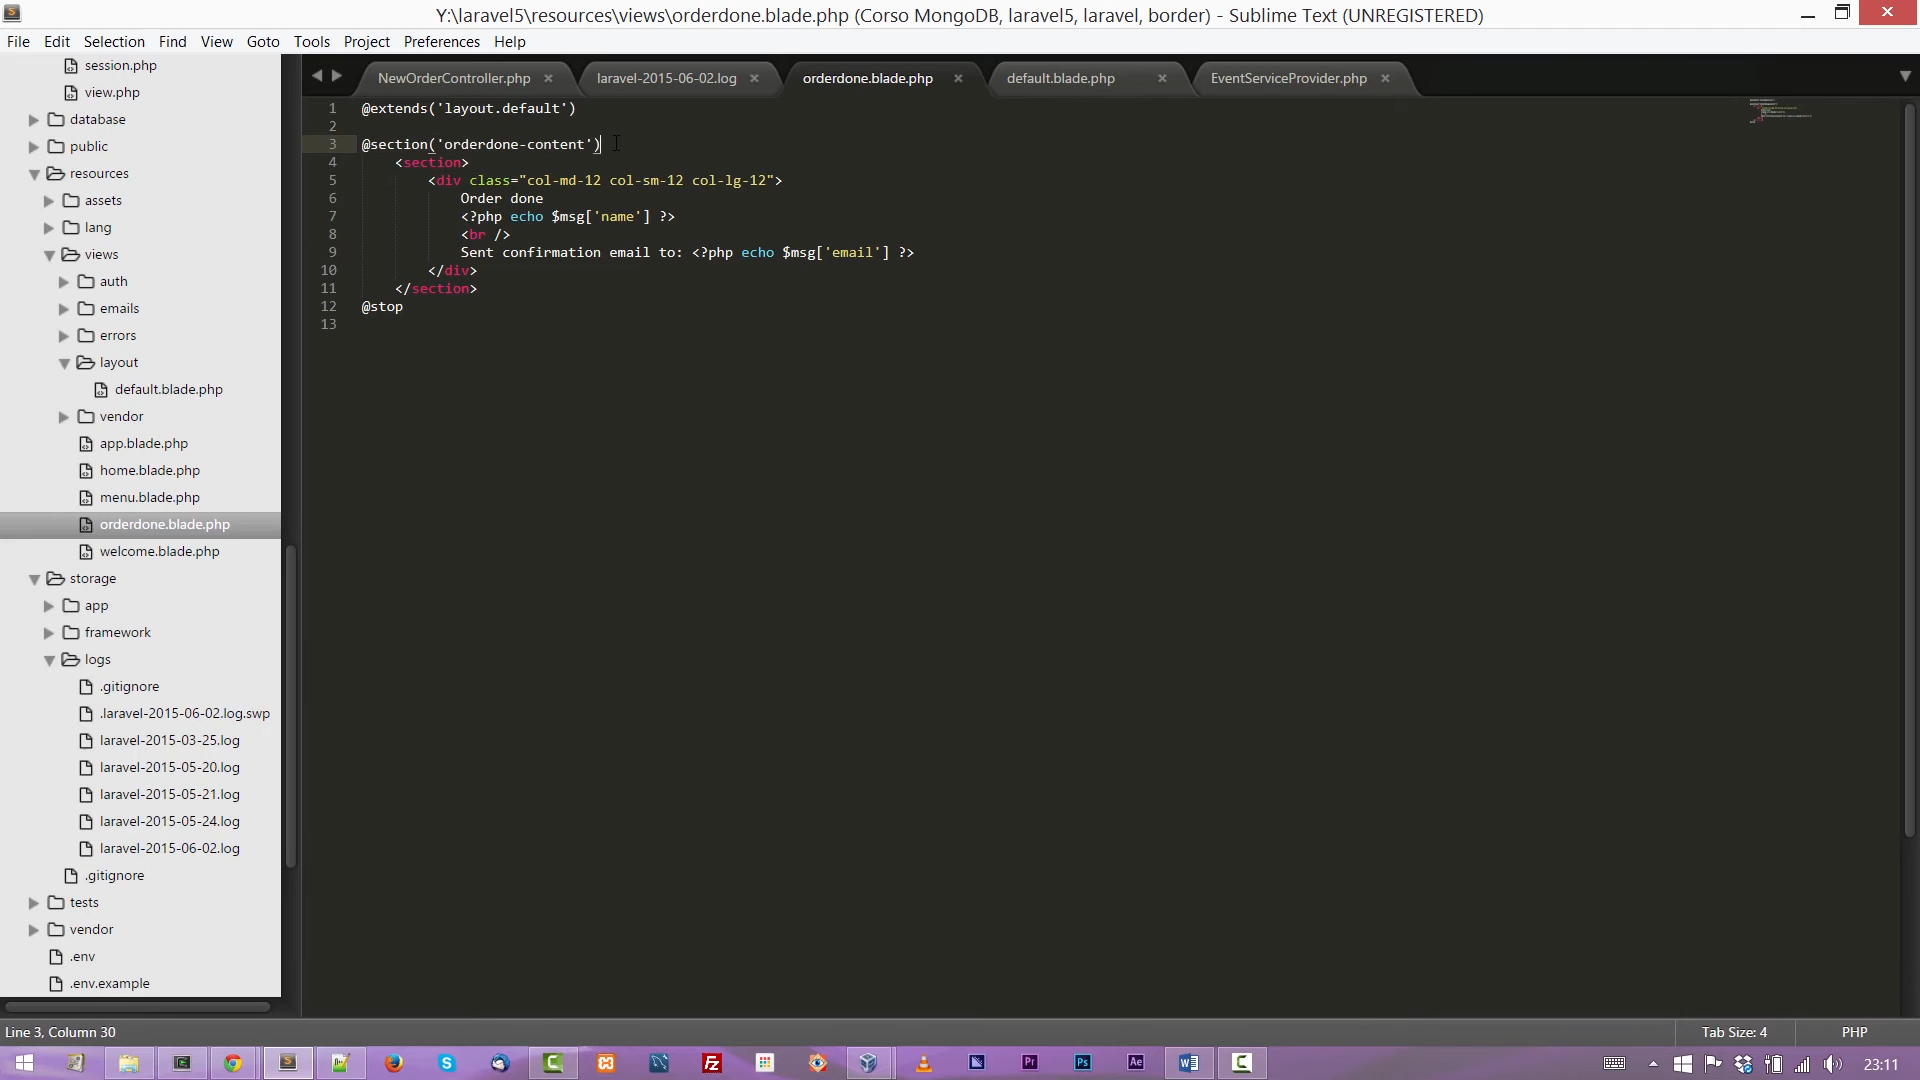 Y:\laravel5\resources\views\orderdone.blade.php (Corso MongoDB, laravel5, laravel, border) - Sublime Text (UNREGISTERED)
File Edit Selection Find View Goto Tools Project Preferences Help
session.php
view.php
database
public
resources
assets
lang
views
auth
emails
errors
layout
default.blade.php
vendor
app.blade.php
home.blade.php
menu.blade.php
orderdone.blade.php
welcome.blade.php
storage
app
framework
logs
.gitignore
.laravel-2015-06-02.log.swp
laravel-2015-03-25.log
laravel-2015-05-20.log
laravel-2015-05-21.log
laravel-2015-05-24.log
laravel-2015-06-02.log
.gitignore
tests
vendor
.env
.env.example
NewOrderController.php laravel-2015-06-02.log orderdone.blade.php default.blade.php EventServiceProvider.php
1 @extends('layout.default')
2
3 @section('orderdone-content')
4 <section>
5 <div class="col-md-12 col-sm-12 col-lg-12">
6 Order done
7 <?php echo $msg['name'] ?>
8 <br />
9 Sent confirmation email to: <?php echo $msg['email'] ?>
10 </div>
11 </section>
12 @stop
13
Line 3, Column 30 Tab Size: 4 PHP
23:11